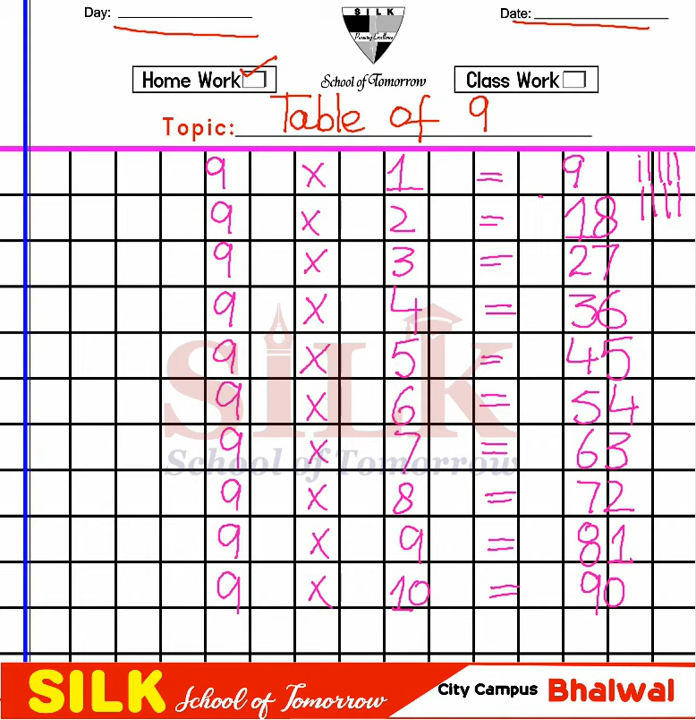 Day:
Date:
SILK
Pursuing Excellence
School of Tomorrow
Home Work
Class Work
Topic: Table of 9
9 x 1 = 9
9 x 2 = 18
9 x 3 = 27
9 x 4 = 36
9 x 5 = 45
9 x 6 = 54
9 x 7 = 63
9 x 8 = 72
9 x 9 = 81
9 x 10 = 90
SiLK
School of Tomorrow
SILK School of Tomorrow City Campus Bhalwal